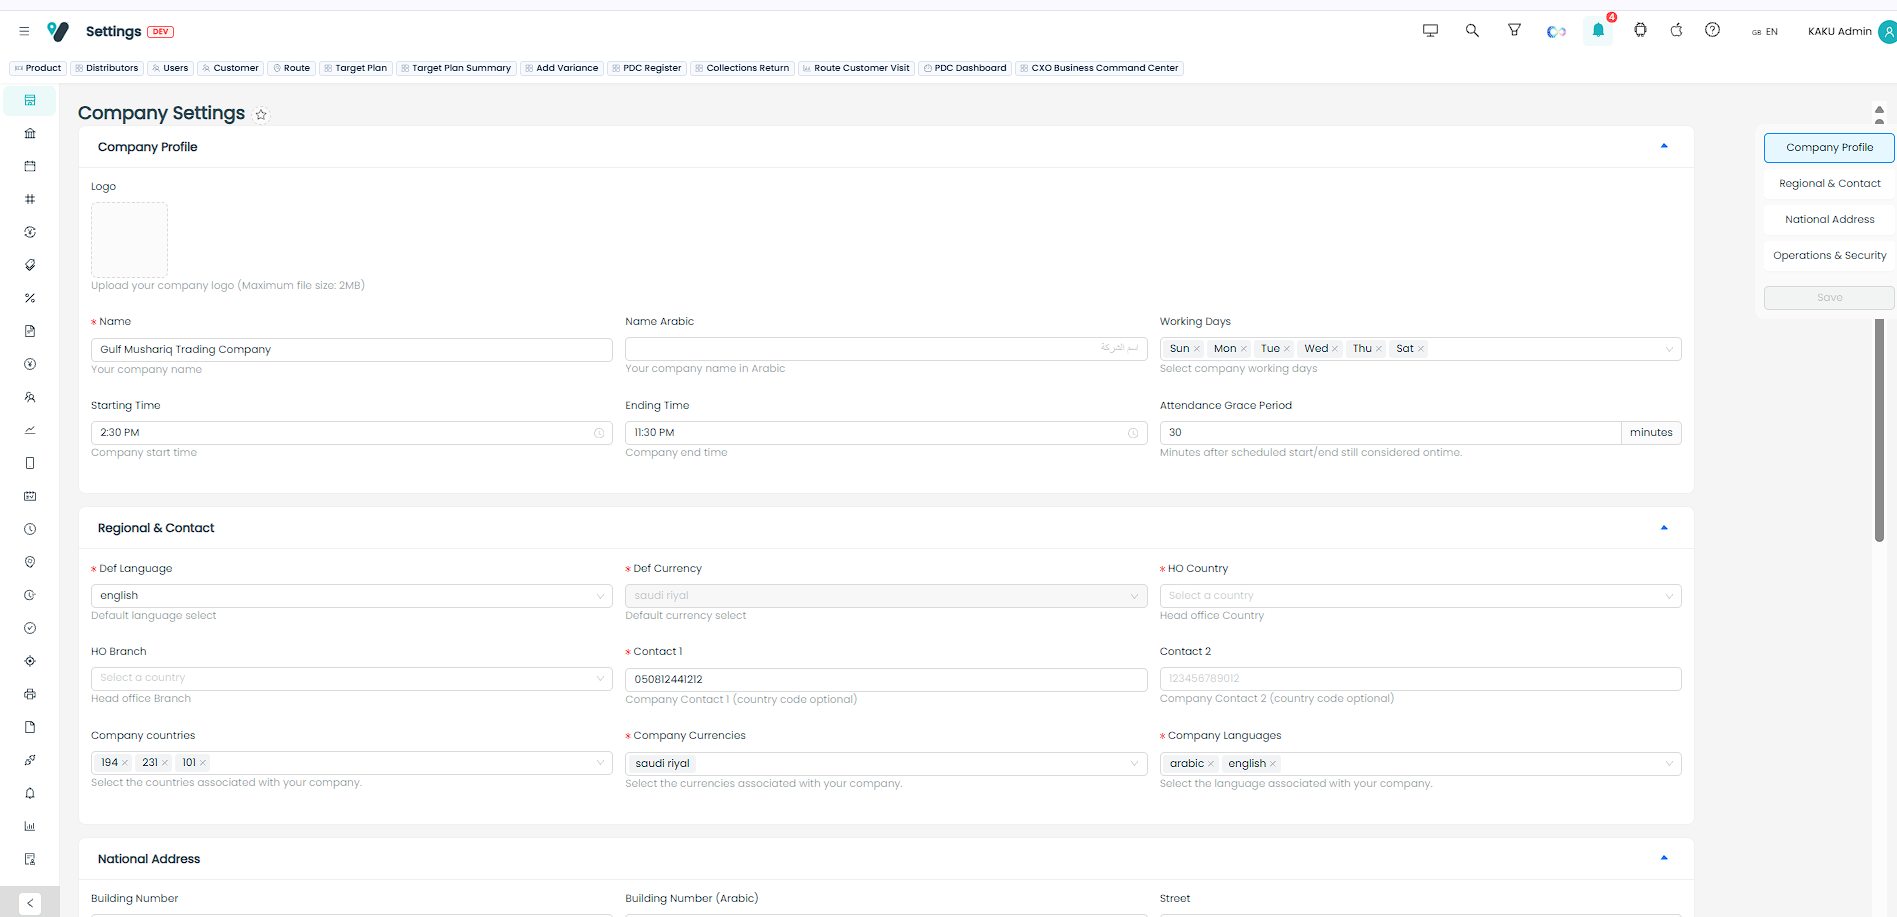 Settings DEV
4
GB EN
KAKU Admin
Product Distributors Users Customer Route Target Plan Target Plan Summary Add Variance PDC Register Collections Return Route Customer Visit PDC Dashboard CXO Business Command Center
Company Settings
Company Profile
Logo
Upload your company logo (Maximum file size: 2MB)
* Name
Gulf Mushariq Trading Company
Your company name
Name Arabic
اسم الشركة
Your company name in Arabic
Working Days
Sun Mon Tue Wed Thu Sat
Select company working days
Starting Time
2:30 PM
Company start time
Ending Time
11:30 PM
Company end time
Attendance Grace Period
30 minutes
Minutes after scheduled start/end still considered ontime.
Regional & Contact
* Def Language
english
Default language select
* Def Currency
saudi riyal
Default currency select
* HO Country
Select a country
Head office Country
HO Branch
Select a country
Head office Branch
* Contact 1
050812441212
Company Contact 1 (country code optional)
Contact 2
123456789012
Company Contact 2 (country code optional)
Company countries
194 231 101
Select the countries associated with your company.
* Company Currencies
saudi riyal
Select the currencies associated with your company.
* Company Languages
arabic english
Select the language associated with your company.
National Address
Building Number
Building Number (Arabic)
Street
Company Profile
Regional & Contact
National Address
Operations & Security
Save